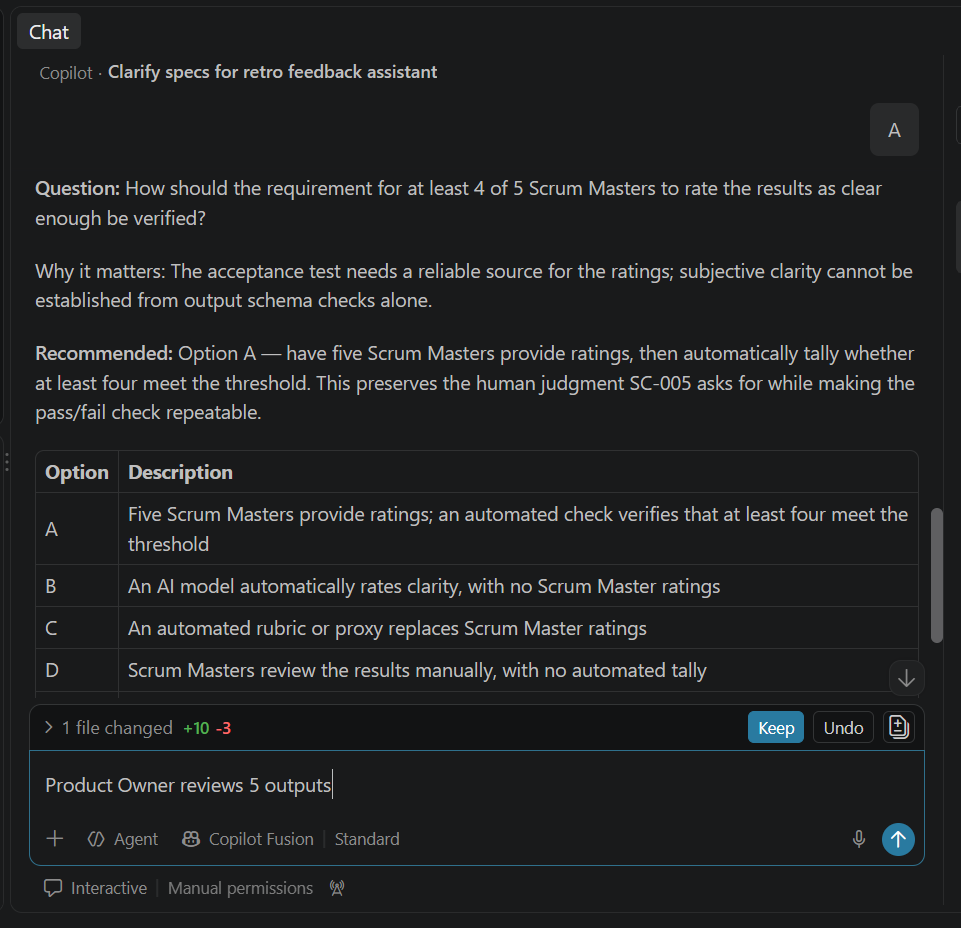 Chat
Copilot · Clarify specs for retro feedback assistant
A
Question: How should the requirement for at least 4 of 5 Scrum Masters to rate the results as clear
enough be verified?
Why it matters: The acceptance test needs a reliable source for the ratings; subjective clarity cannot be
established from output schema checks alone.
Recommended: Option A — have five Scrum Masters provide ratings, then automatically tally whether
at least four meet the threshold. This preserves the human judgment SC-005 asks for while making the
pass/fail check repeatable.
Option Description
A Five Scrum Masters provide ratings; an automated check verifies that at least four meet the
threshold
B An AI model automatically rates clarity, with no Scrum Master ratings
C An automated rubric or proxy replaces Scrum Master ratings
D Scrum Masters review the results manually, with no automated tally
1 file changed +10 -3 Keep Undo
Product Owner reviews 5 outputs
Agent Copilot Fusion Standard
Interactive Manual permissions